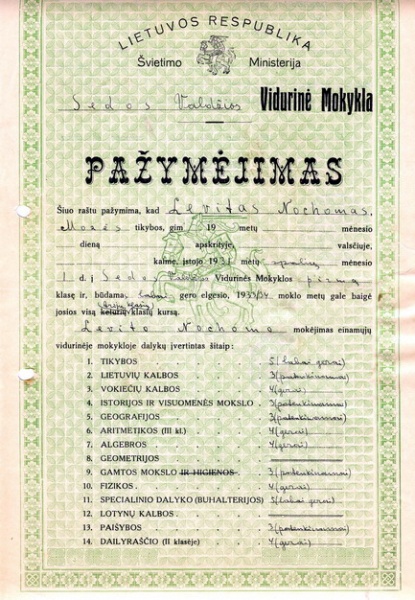 LIETUVOS RESPUBLIKA
Švietimo Ministerija
Sedos Valdžios Vidurinė Mokykla
PAŽYMĖJIMAS
Šiuo raštu pažymima, kad Levitas Nochomas,
Mozės tikybos, gim 19 metų mėnesio
dieną apskrityje, valsčiuje,
kaime, įstojo 193 metų mėnesio
1 d. į Sedos Valdžios Vidurinės Mokyklos pirmą
klasę ir, būdama, labai gero elgesio, 1933/34 moklo metų gale baigė
josios visą keturių klasių kursą.
Levito Nochomo mokėjimas einamųjų
vidurinėje mokykloje dalykų įvertintas šitaip:
1. TIKYBOS 5 (labai gerai)
2. LIETUVIŲ KALBOS 3 (patenkinamai)
3. VOKIEČIŲ KALBOS 4 (gerai)
4. ISTORIJOS IR VISUOMENĖS MOKSLO 3 (patenkinamai)
5. GEOGRAFIJOS 3 (patenkinamai)
6. ARITMETIKOS (III kl.) 4 (gerai)
7. ALGEBROS 4 (gerai)
8. GEOMETRIJOS
9. GAMTOS MOKSLO IR HIGIENOS 3 (patenkinamai)
10. FIZIKOS 4 (gerai)
11. SPECIALINIO DALYKO (BUHALTERIJOS) 5 (labai gerai)
12. LOTYNŲ KALBOS
13. PAIŠYBOS 3 (patenkinamai)
14. DAILYRAŠČIO (II klasėje) 4 (gerai)